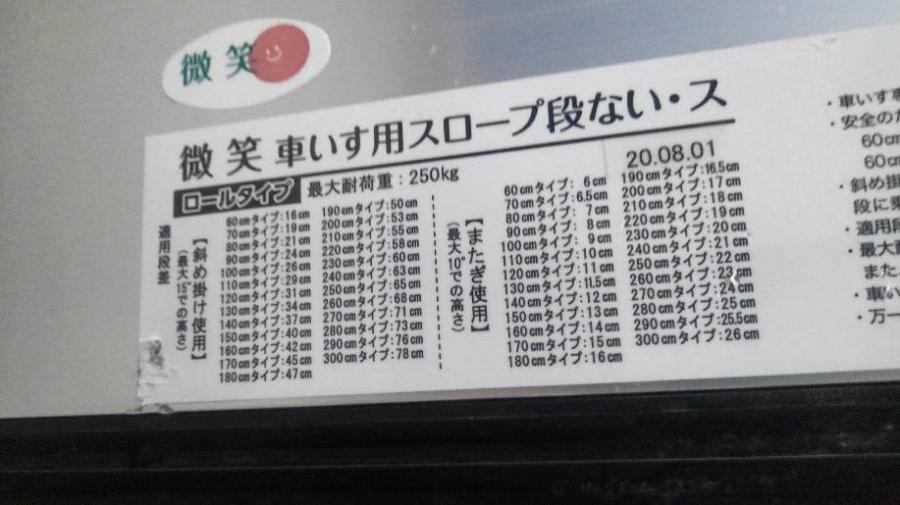 微笑
微笑 車いす用スロープ段ない・ス
20.08.01
ロールタイプ 最大耐荷重:250kg
適用段差
【斜め掛け使用】
(最大15°での高さ)
60cmタイプ:16cm
70cmタイプ:19cm
80cmタイプ:21cm
90cmタイプ:24cm
100cmタイプ:26cm
110cmタイプ:29cm
120cmタイプ:31cm
130cmタイプ:34cm
140cmタイプ:37cm
150cmタイプ:40cm
160cmタイプ:42cm
170cmタイプ:45cm
180cmタイプ:47cm
190cmタイプ:50cm
200cmタイプ:53cm
210cmタイプ:55cm
220cmタイプ:58cm
230cmタイプ:60cm
240cmタイプ:63cm
250cmタイプ:65cm
260cmタイプ:68cm
270cmタイプ:71cm
280cmタイプ:73cm
290cmタイプ:76cm
300cmタイプ:78cm
【またぎ使用】
(最大10°での高さ)
60cmタイプ: 6cm
70cmタイプ:6.5cm
80cmタイプ: 7cm
90cmタイプ: 8cm
100cmタイプ: 9cm
110cmタイプ:10cm
120cmタイプ:11cm
130cmタイプ:11.5cm
140cmタイプ:12cm
150cmタイプ:13cm
160cmタイプ:14cm
170cmタイプ:15cm
180cmタイプ:16cm
190cmタイプ:16.5cm
200cmタイプ:17cm
210cmタイプ:18cm
220cmタイプ:19cm
230cmタイプ:20cm
240cmタイプ:21cm
250cmタイプ:22cm
260cmタイプ:23cm
270cmタイプ:24cm
280cmタイプ:25cm
290cmタイプ:25.5cm
300cmタイプ:26cm
・車いす専
・安全のた
60cm
60cm
・斜め掛
段に乗
・適用段
・最大
また、
・車い
・万一